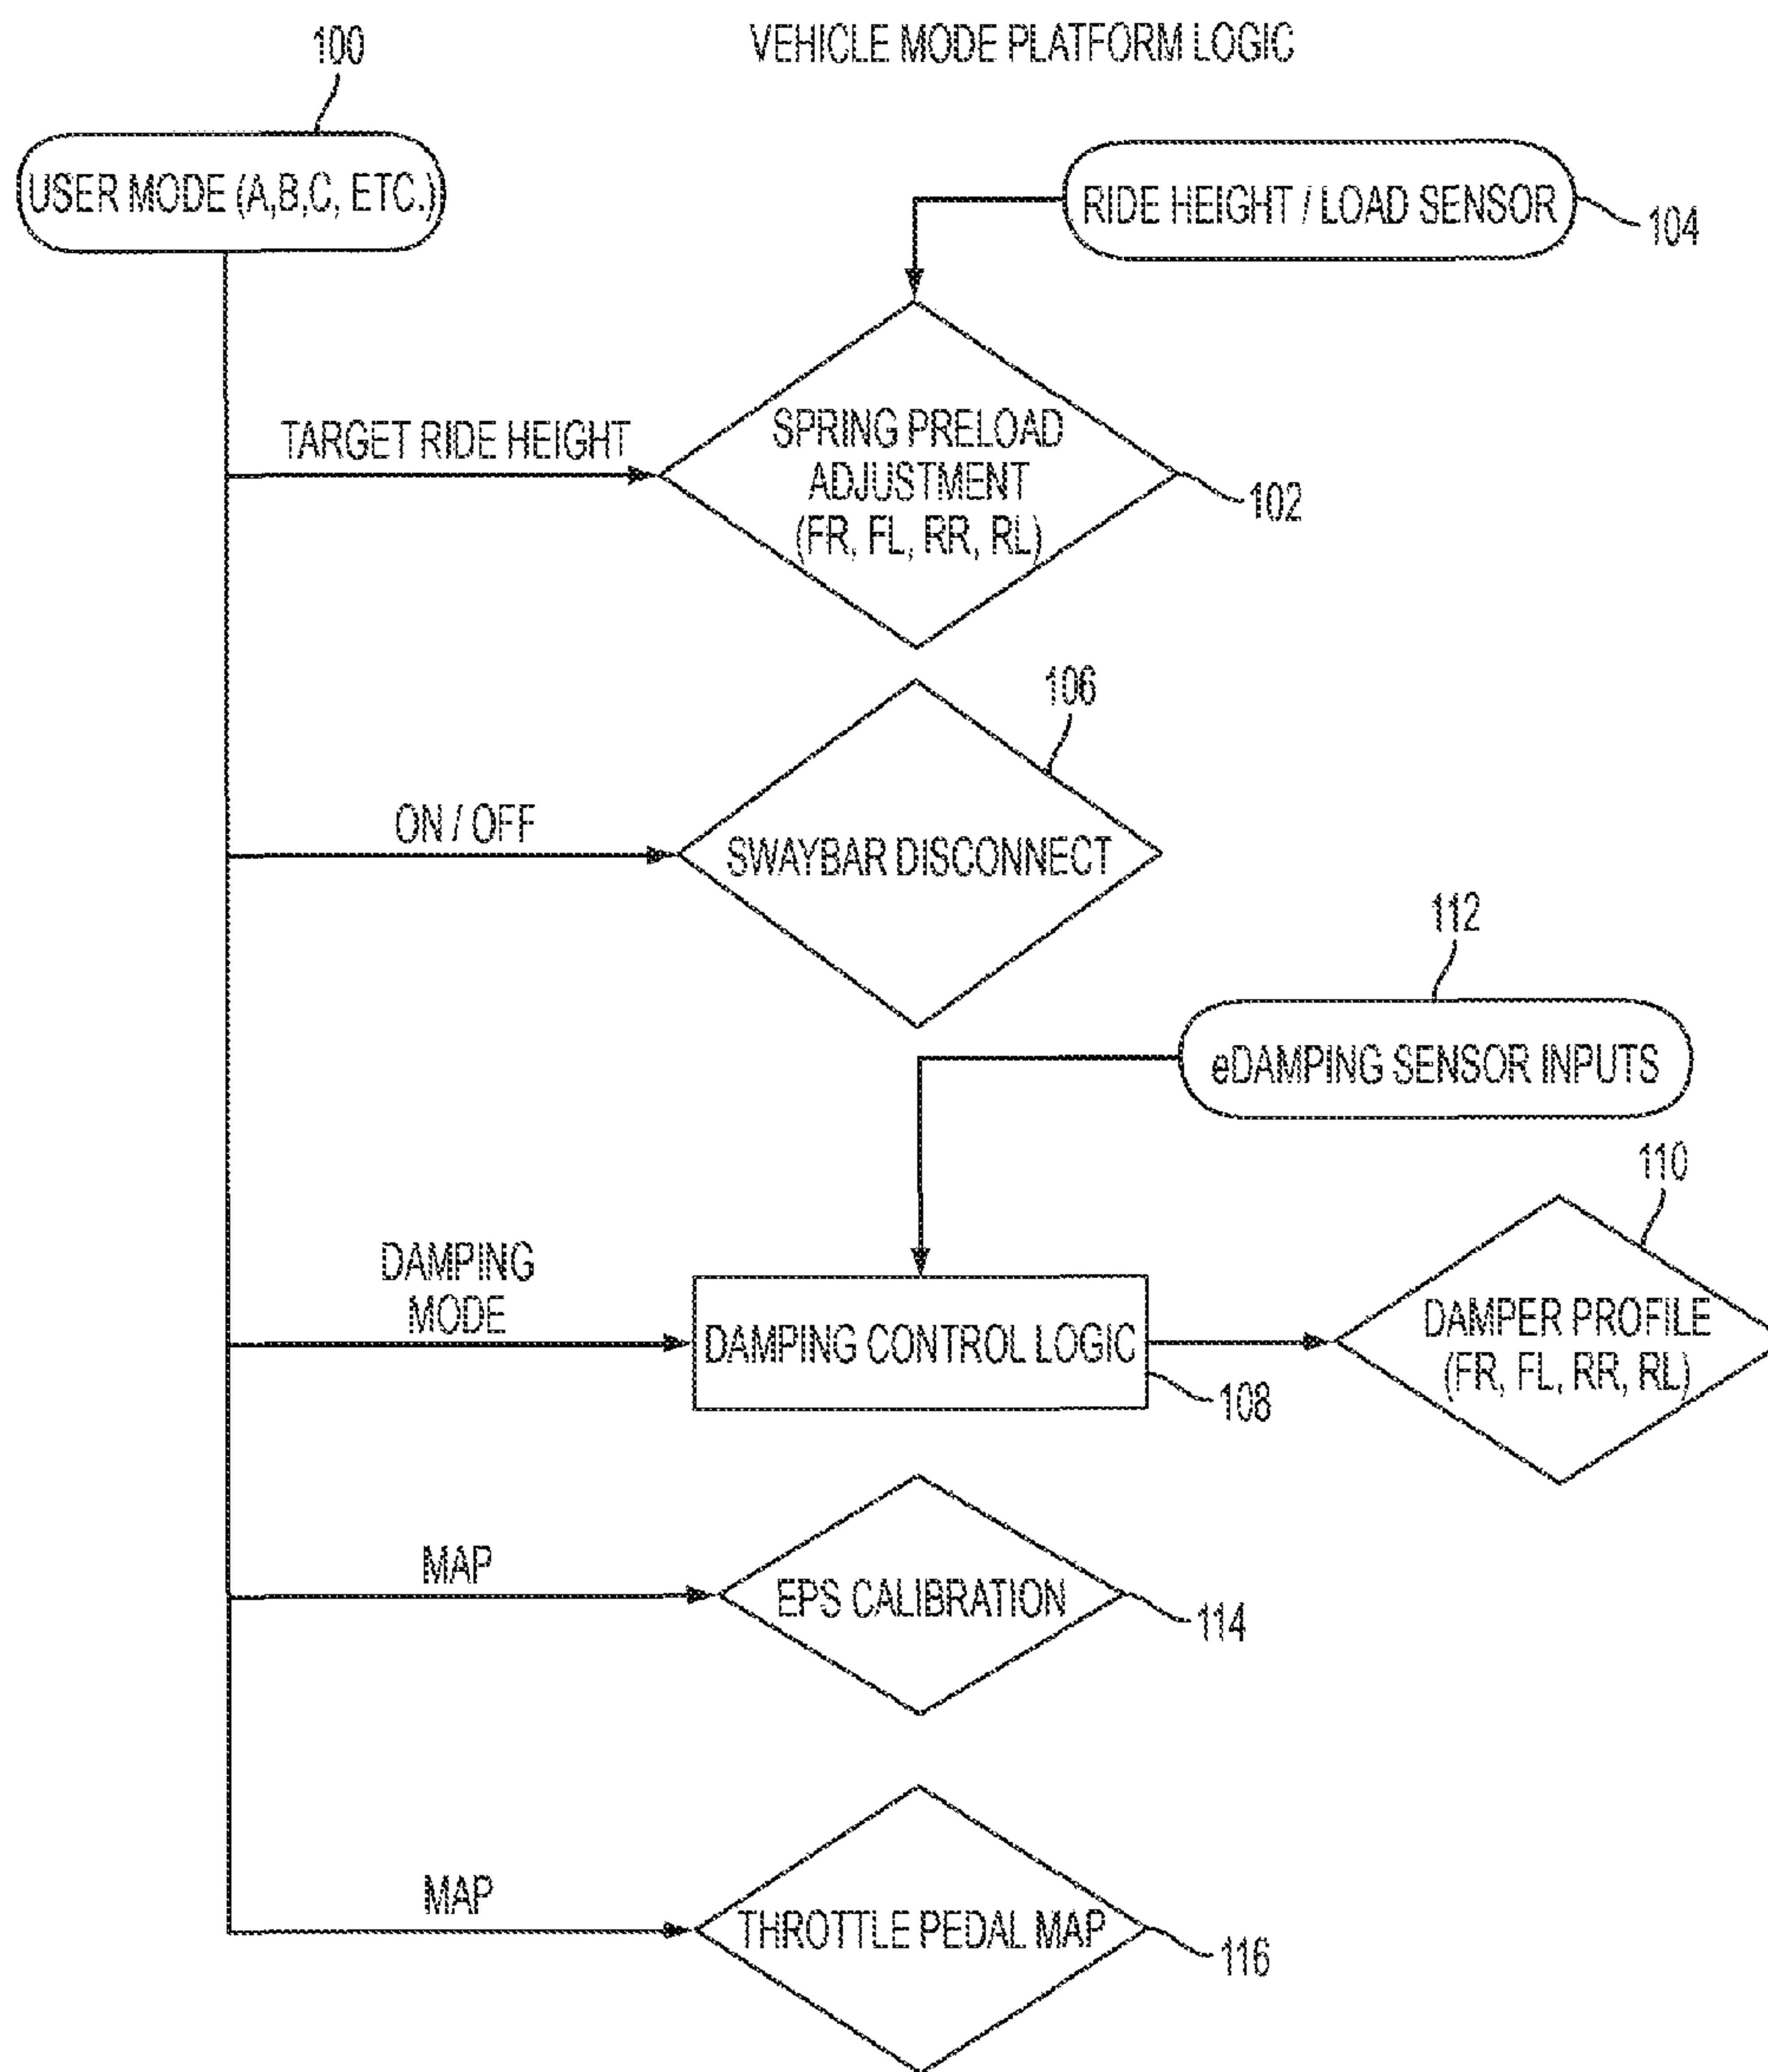 100
VEHICLE MODE PLATFORM LOGIC
USER MODE (A,B,C, ETC.)
RIDE HEIGHT / LOAD SENSOR
104
TARGET RIDE HEIGHT
SPRING PRELOAD
ADJUSTMENT
(FR, FL, RR, RL)
102
106
ON / OFF
SWAYBAR DISCONNECT
112
eDAMPING SENSOR INPUTS
110
DAMPING
MODE
DAMPING CONTROL LOGIC
108
DAMPER PROFILE
(FR, FL, RR, RL)
MAP
EPS CALIBRATION
114
MAP
THROTTLE PEDAL MAP
116